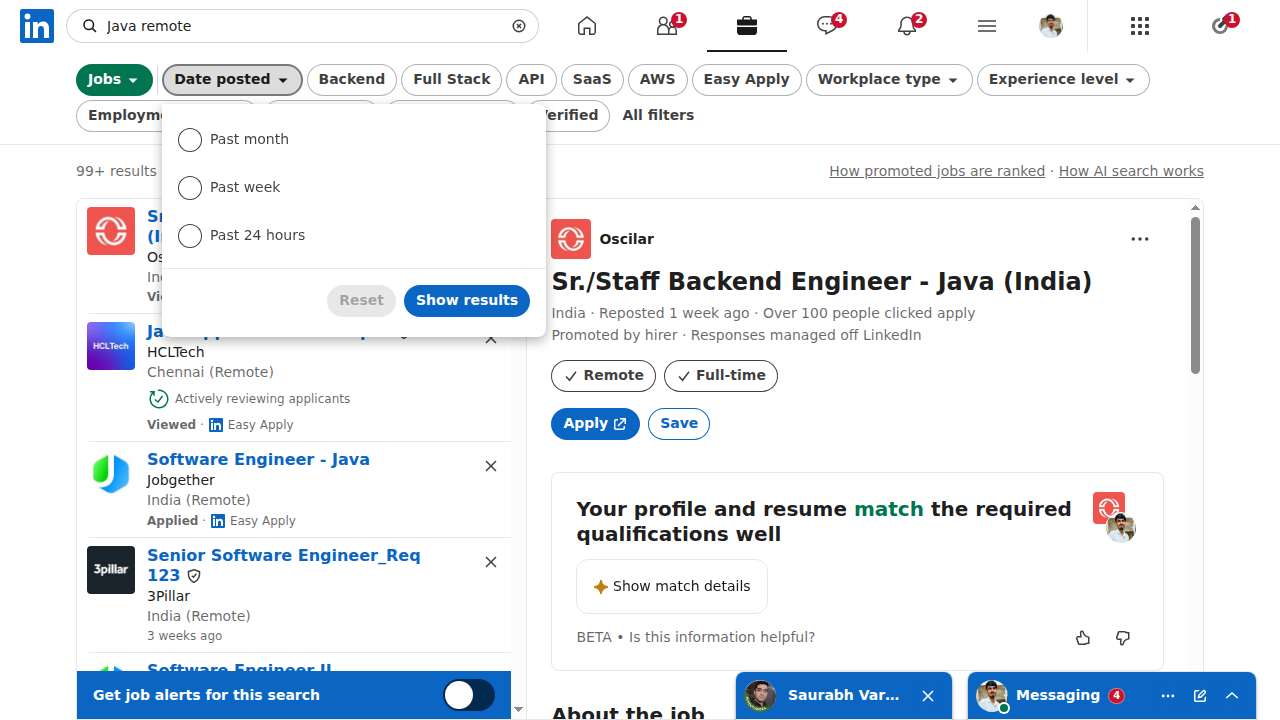 Java remote
1
4
2
1
Jobs
Date posted
Backend
Full Stack
API
SaaS
AWS
Easy Apply
Workplace type
Experience level
Employm
erified
All filters
Past month
Past week
Past 24 hours
Reset
Show results
99+ results
How promoted jobs are ranked · How AI search works
HCLTech
HCLTech
Chennai (Remote)
Actively reviewing applicants
Viewed · in Easy Apply
Software Engineer - Java
Jobgether
India (Remote)
Applied · in Easy Apply
3pillar
Senior Software Engineer_Req
123
3Pillar
India (Remote)
3 weeks ago
Software Engineer II
Get job alerts for this search
Oscilar
Sr./Staff Backend Engineer - Java (India)
India · Reposted 1 week ago · Over 100 people clicked apply
Promoted by hirer · Responses managed off LinkedIn
Remote
Full-time
Apply
Save
Your profile and resume match the required
qualifications well
Show match details
BETA • Is this information helpful?
About the job
Saurabh Var...
Messaging
4